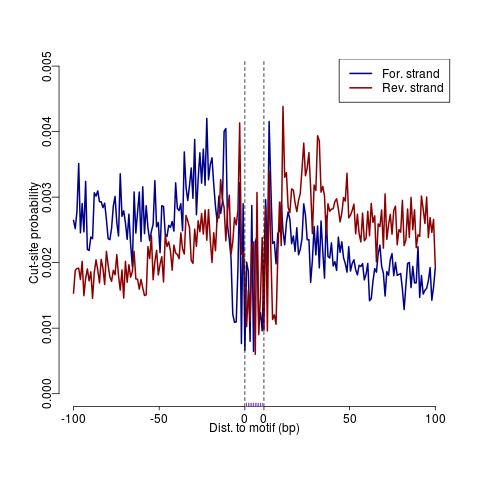 For. strand
Rev. strand
Cut-site probability
0.005
0.004
0.003
0.002
0.001
0.000
-100 -50 0 0 50 100
Dist. to motif (bp)